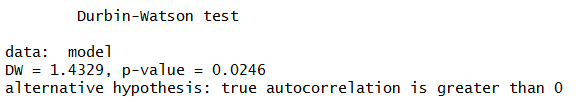 Durbin-Watson test
data:  model
DW = 1.4329, p-value = 0.0246
alternative hypothesis: true autocorrelation is greater than 0